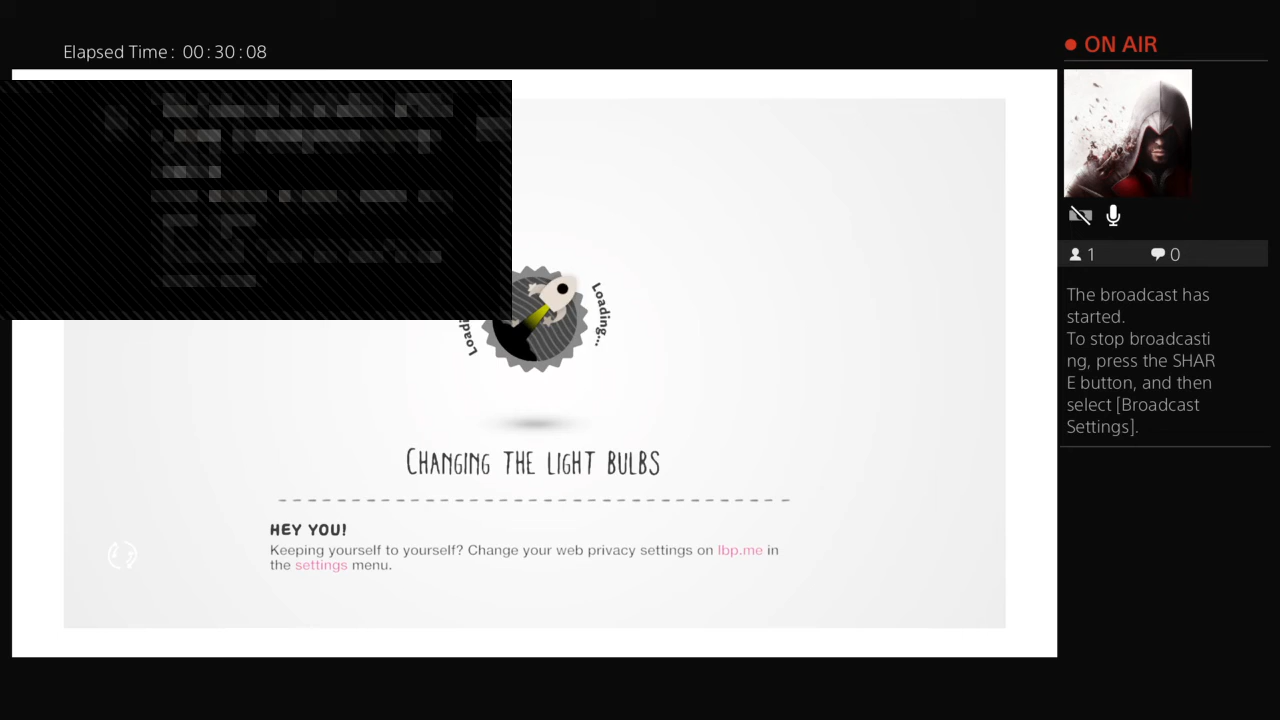 Elapsed Time: 00:30:08
ON AIR
1 0
The broadcast has
started.
To stop broadcasti
ng, press the SHAR
E button, and then
select [Broadcast
Settings].
Loading...
CHANGING THE LIGHT BULBS
HEY YOU!
Keeping yourself to yourself? Change your web privacy settings on lbp.me in
the settings menu.